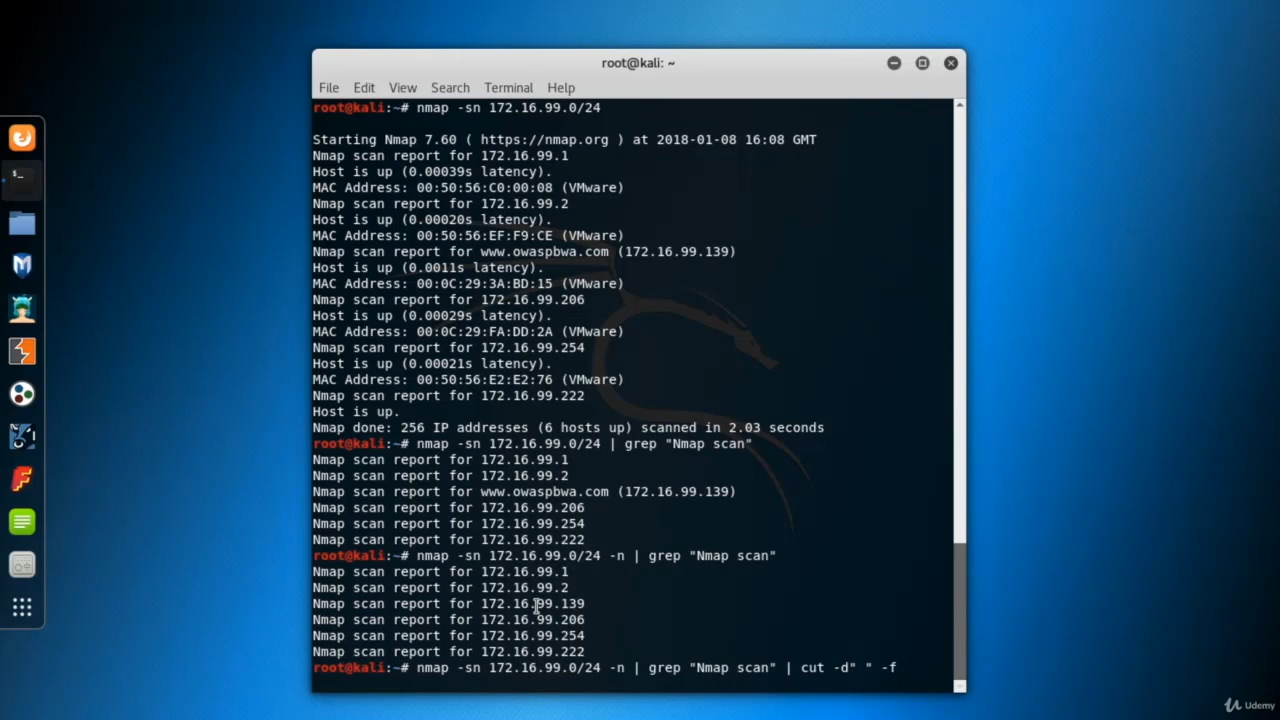 root@kali: ~
File Edit View Search Terminal Help
root@kali:~# nmap -sn 172.16.99.0/24
Starting Nmap 7.60 ( https://nmap.org ) at 2018-01-08 16:08 GMT
Nmap scan report for 172.16.99.1
Host is up (0.00039s latency).
MAC Address: 00:50:56:C0:00:08 (VMware)
Nmap scan report for 172.16.99.2
Host is up (0.00020s latency).
MAC Address: 00:50:56:EF:F9:CE (VMware)
Nmap scan report for www.owaspbwa.com (172.16.99.139)
Host is up (0.0011s latency).
MAC Address: 00:0C:29:3A:BD:15 (VMware)
Nmap scan report for 172.16.99.206
Host is up (0.00029s latency).
MAC Address: 00:0C:29:FA:DD:2A (VMware)
Nmap scan report for 172.16.99.254
Host is up (0.00021s latency).
MAC Address: 00:50:56:E2:E2:76 (VMware)
Nmap scan report for 172.16.99.222
Host is up.
Nmap done: 256 IP addresses (6 hosts up) scanned in 2.03 seconds
root@kali:~# nmap -sn 172.16.99.0/24 | grep "Nmap scan"
Nmap scan report for 172.16.99.1
Nmap scan report for 172.16.99.2
Nmap scan report for www.owaspbwa.com (172.16.99.139)
Nmap scan report for 172.16.99.206
Nmap scan report for 172.16.99.254
Nmap scan report for 172.16.99.222
root@kali:~# nmap -sn 172.16.99.0/24 -n | grep "Nmap scan"
Nmap scan report for 172.16.99.1
Nmap scan report for 172.16.99.2
Nmap scan report for 172.16.99.139
Nmap scan report for 172.16.99.206
Nmap scan report for 172.16.99.254
Nmap scan report for 172.16.99.222
root@kali:~# nmap -sn 172.16.99.0/24 -n | grep "Nmap scan" | cut -d" " -f
Udemy